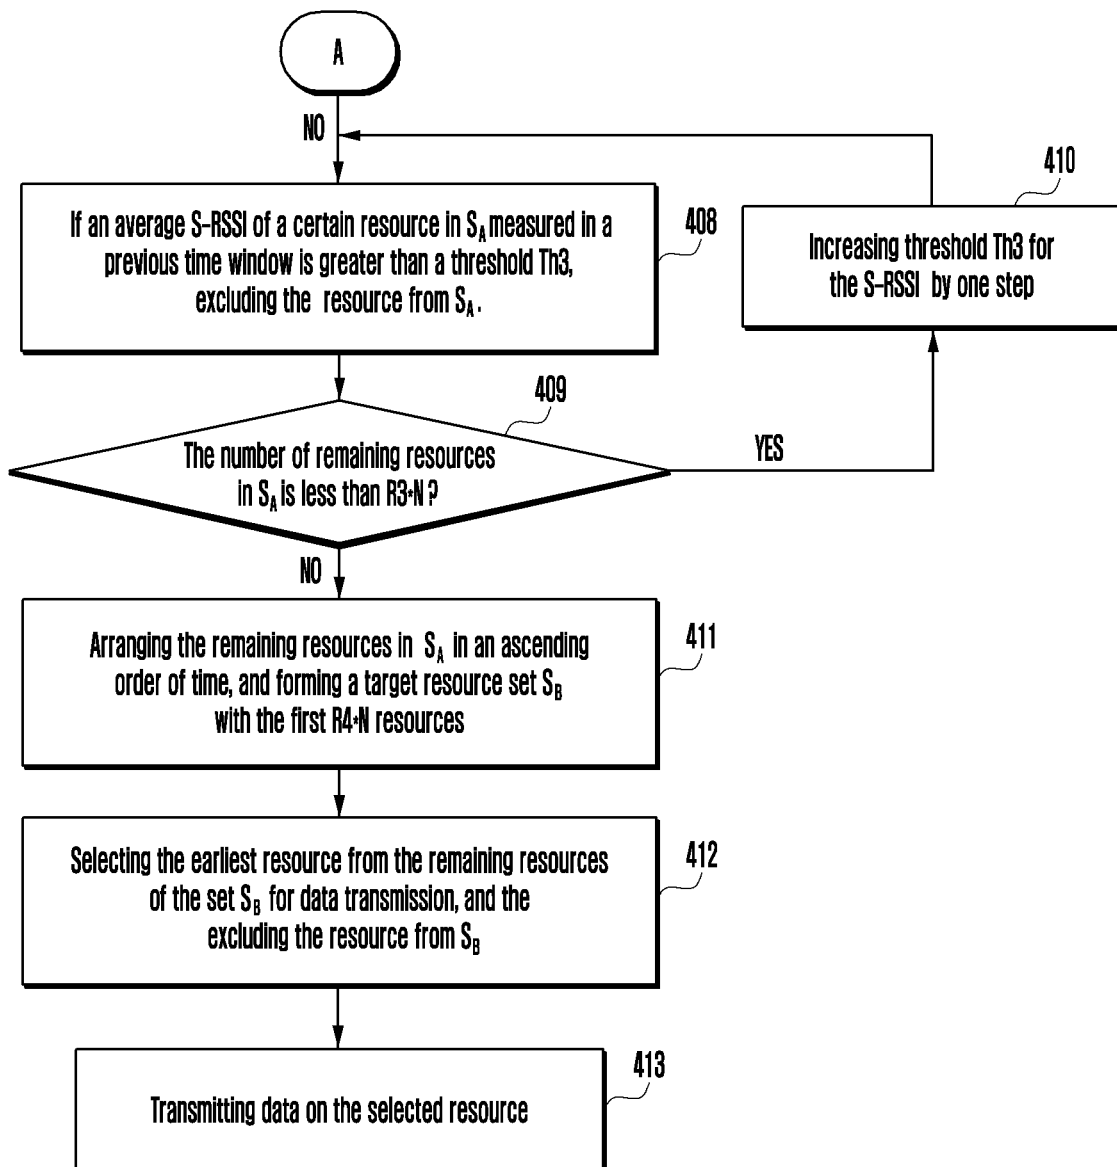 A
NO
410
If an average S-RSSI of a certain resource in S_A measured in a
previous time window is greater than a threshold Th3,
excluding the resource from S_A.
408
Increasing threshold Th3 for
the S-RSSI by one step
409
The number of remaining resources
in S_A is less than R3*N?
YES
NO
Arranging the remaining resources in S_A in an ascending
order of time, and forming a target resource set S_B
with the first R4*N resources
411
Selecting the earliest resource from the remaining resources
of the set S_B for data transmission, and the
excluding the resource from S_B
412
Transmitting data on the selected resource
413